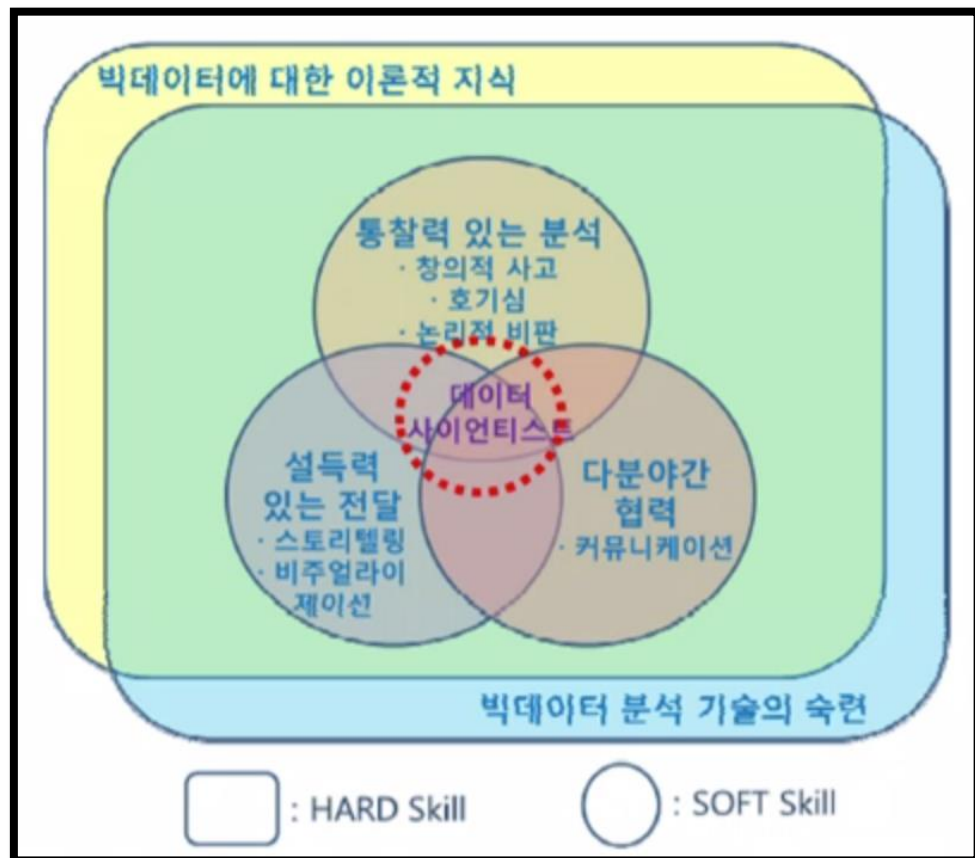 빅데이터에 대한 이론적 지식
통찰력 있는 분석
· 창의적 사고
· 호기심
· 논리적 비판
데이터
사이언티스트
설득력
있는 전달
· 스토리텔링
· 비주얼라이
제이션
다분야간
협력
· 커뮤니케이션
빅데이터 분석 기술의 숙련
: HARD Skill
: SOFT Skill